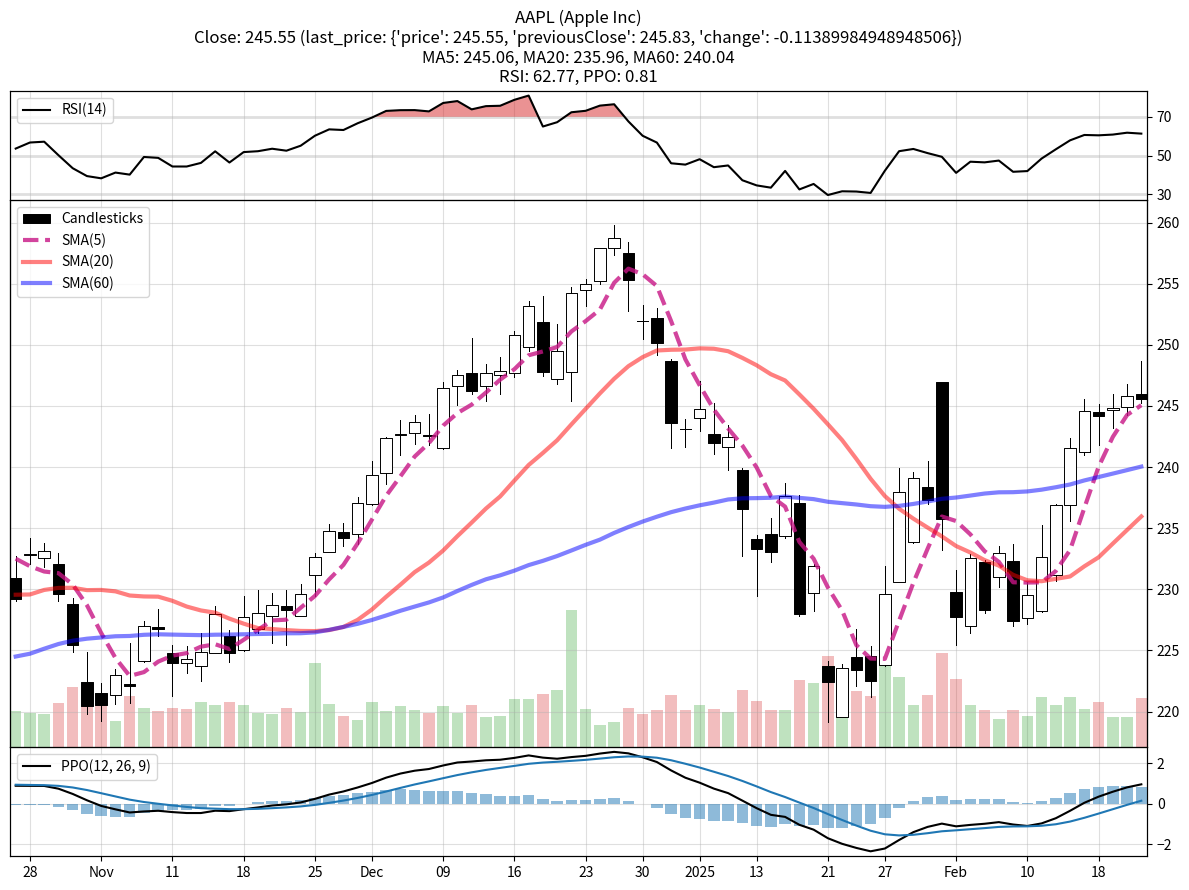 AAPL (Apple Inc)
Close: 245.55 (last_price: {'price': 245.55, 'previousClose': 245.83, 'change': -0.11389984948948506})
MA5: 245.06, MA20: 235.96, MA60: 240.04
RSI: 62.77, PPO: 0.81
RSI(14)
70
50
30
Candlesticks
SMA(5)
SMA(20)
SMA(60)
260
255
250
245
240
235
230
225
220
PPO(12, 26, 9)
2
0
−2
28 Nov 11 18 25 Dec 09 16 23 30 2025 13 21 27 Feb 10 18